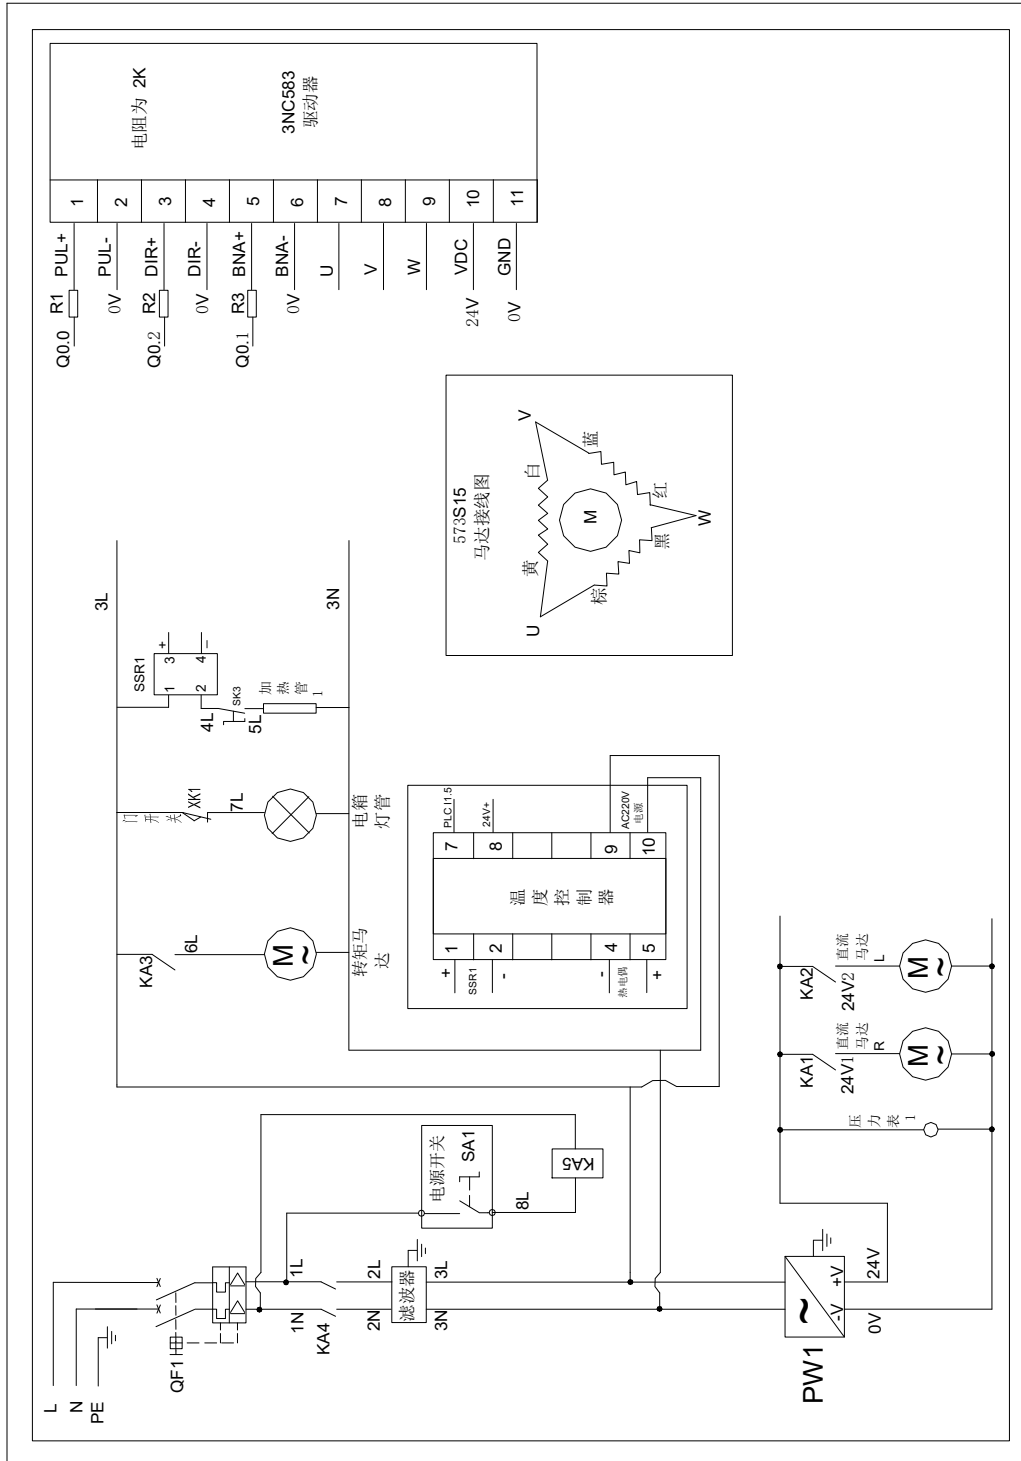 L
N
PE
QF1
1L
1N
KA4
2L
2N
滤波器
3L
3N
电源开关
SA1
8L
KA5
PW1
~
-V
+V
24V
0V
压力表1
KA1
24V1
直流
马达
R
M
~
KA2
24V2
直流
马达
L
M
~
3L
KA3
6L
M
~
转矩马
达
门开关
XK1
7L
电箱
灯管
SSR1
1
2
3
4
+
-
4L
SK3
5L
加热管1
3N
温度控制器
1
2
4
5
7
8
9
10
+
SSR1
-
-
热电偶
+
PLC I1.5
24V+
AC220V
电源
573S15
马达接线图
U
V
W
M
黄
白
蓝
红
黑
棕
电阻为 2K
3NC583
驱动器
1
2
3
4
5
6
7
8
9
10
11
PUL+
PUL-
DIR+
DIR-
BNA+
BNA-
U
V
W
VDC
GND
R1
0V
R2
0V
R3
0V
24V
0V
Q0.0
Q0.2
Q0.1